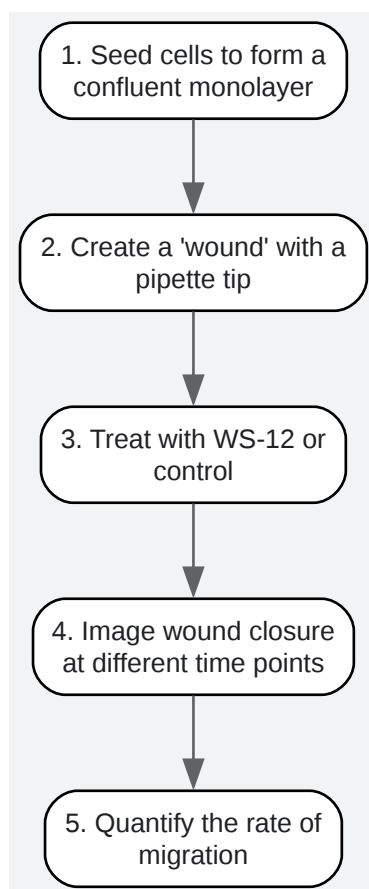 1. Seed cells to form a
confluent monolayer
2. Create a 'wound' with a
pipette tip
3. Treat with WS-12 or
control
4. Image wound closure
at different time points
5. Quantify the rate of
migration